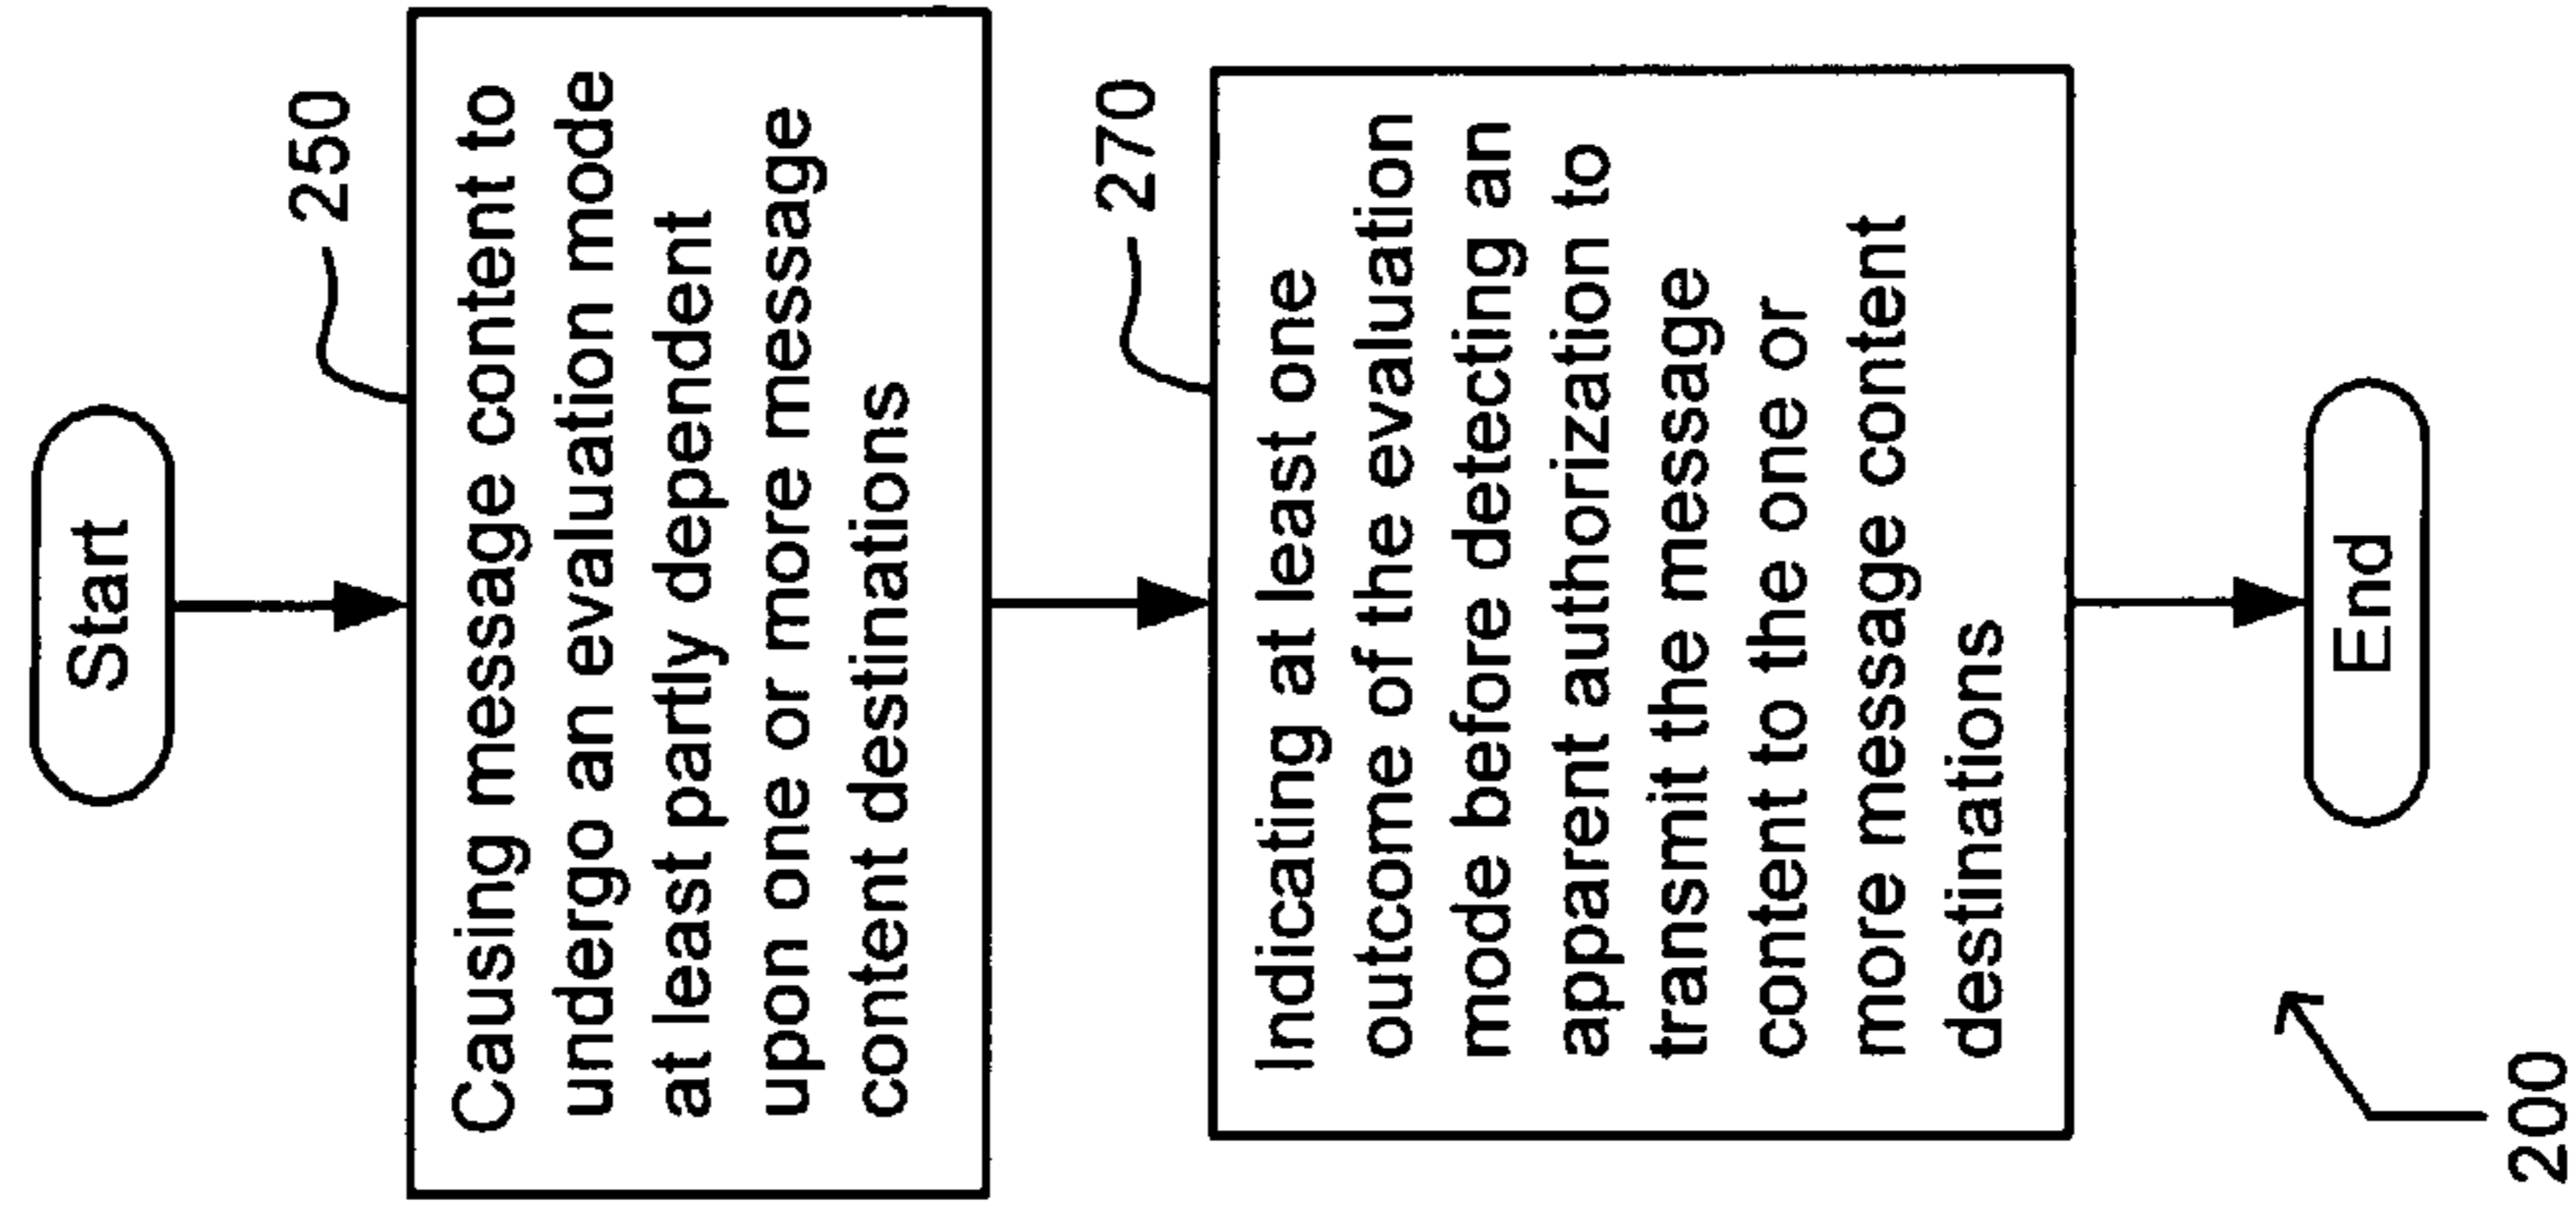 Start
250
Causing message content to
undergo an evaluation mode
at least partly dependent
upon one or more message
content destinations
270
Indicating at least one
outcome of the evaluation
mode before detecting an
apparent authorization to
transmit the message
content to the one or
more message content
destinations
End
200